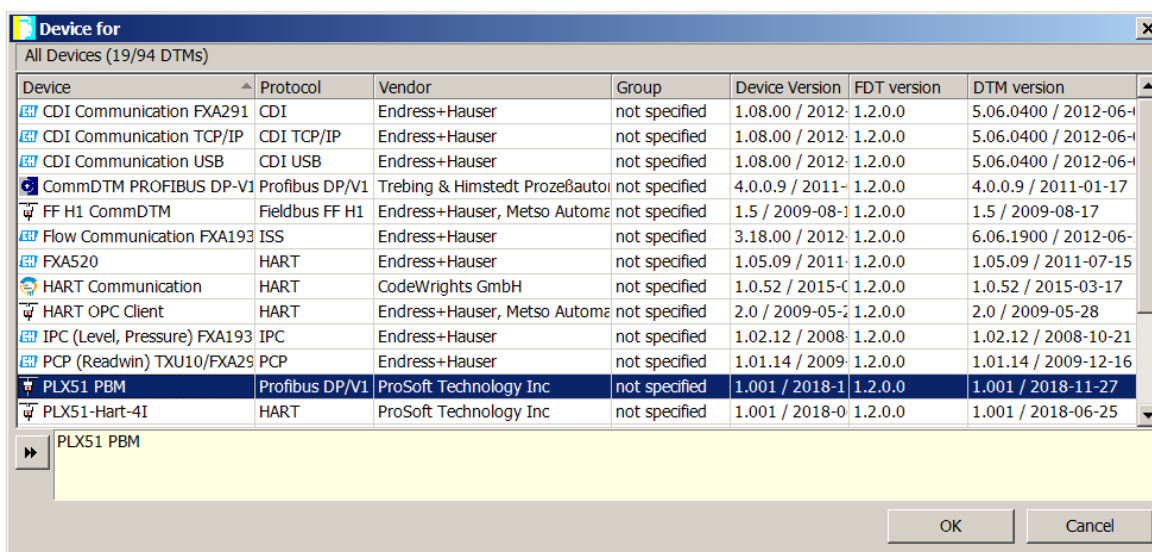 Device for
All Devices (19/94 DTMs)
Device Protocol Vendor Group Device Version FDT version DTM version
CDI Communication FXA291 CDI Endress+Hauser not specified 1.08.00 / 2012- 1.2.0.0 5.06.0400 / 2012-06-
CDI Communication TCP/IP CDI TCP/IP Endress+Hauser not specified 1.08.00 / 2012- 1.2.0.0 5.06.0400 / 2012-06-
CDI Communication USB CDI USB Endress+Hauser not specified 1.08.00 / 2012- 1.2.0.0 5.06.0400 / 2012-06-
CommDTM PROFIBUS DP-V1 Profibus DP/V1 Trebing & Himstedt Prozeßauto not specified 4.0.0.9 / 2011- 1.2.0.0 4.0.0.9 / 2011-01-17
FF H1 CommDTM Fieldbus FF H1 Endress+Hauser, Metso Automa not specified 1.5 / 2009-08-1 1.2.0.0 1.5 / 2009-08-17
Flow Communication FXA193 ISS Endress+Hauser not specified 3.18.00 / 2012- 1.2.0.0 6.06.1900 / 2012-06-
FXA520 HART Endress+Hauser not specified 1.05.09 / 2011- 1.2.0.0 1.05.09 / 2011-07-15
HART Communication HART CodeWrights GmbH not specified 1.0.52 / 2015-0 1.2.0.0 1.0.52 / 2015-03-17
HART OPC Client HART Endress+Hauser, Metso Automa not specified 2.0 / 2009-05-2 1.2.0.0 2.0 / 2009-05-28
IPC (Level, Pressure) FXA193 IPC Endress+Hauser not specified 1.02.12 / 2008- 1.2.0.0 1.02.12 / 2008-10-21
PCP (Readwin) TXU10/FXA29 PCP Endress+Hauser not specified 1.01.14 / 2009- 1.2.0.0 1.01.14 / 2009-12-16
PLX51 PBM Profibus DP/V1 ProSoft Technology Inc not specified 1.001 / 2018-1 1.2.0.0 1.001 / 2018-11-27
PLX51-Hart-4I HART ProSoft Technology Inc not specified 1.001 / 2018-0 1.2.0.0 1.001 / 2018-06-25
PLX51 PBM
OK Cancel